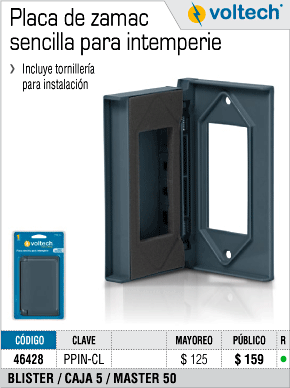 voltech®
Placa de zamac
sencilla para intemperie
› Incluye tornillería
para instalación
voltech
CÓDIGO CLAVE MAYOREO PÚBLICO R
46428 PPIN-CL $ 125 $ 159 ●
BLISTER / CAJA 5 / MASTER 50